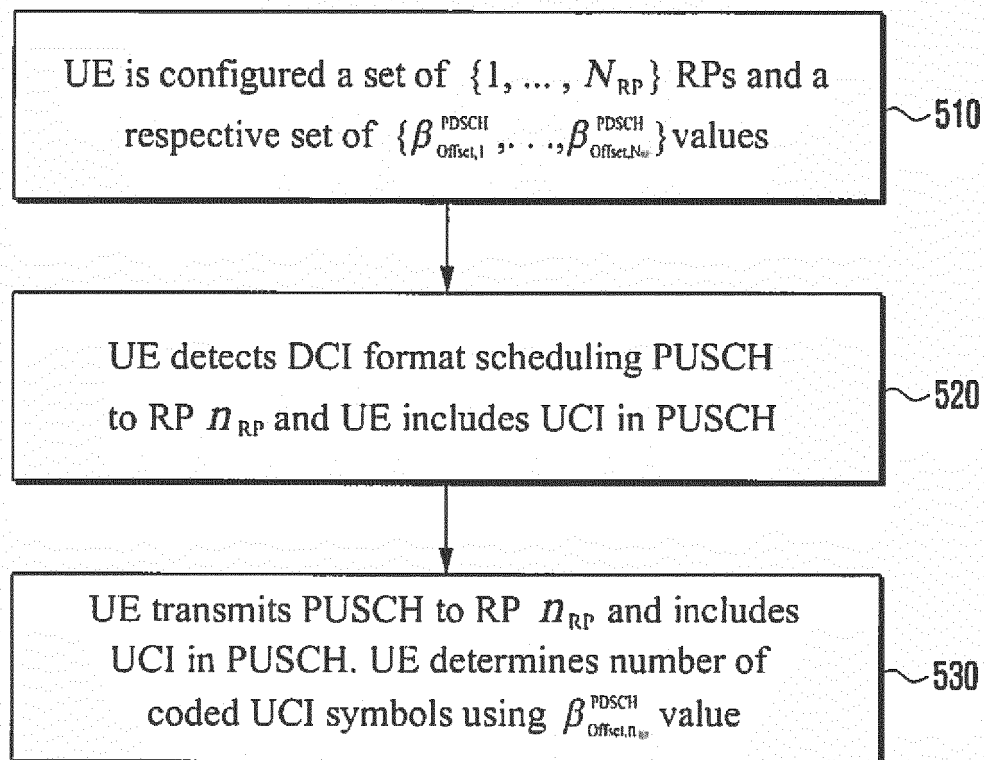 UE is configured a set of {1, ... , N_RP} RPs and a
respective set of {β^PDSCH_Offset,1 ,. . .,β^PDSCH_Offset,N_RP} values
510
UE detects DCI format scheduling PUSCH
to RP n_RP and UE includes UCI in PUSCH
520
UE transmits PUSCH to RP n_RP and includes
UCI in PUSCH. UE determines number of
coded UCI symbols using β^PDSCH_Offset,n_RP value
530